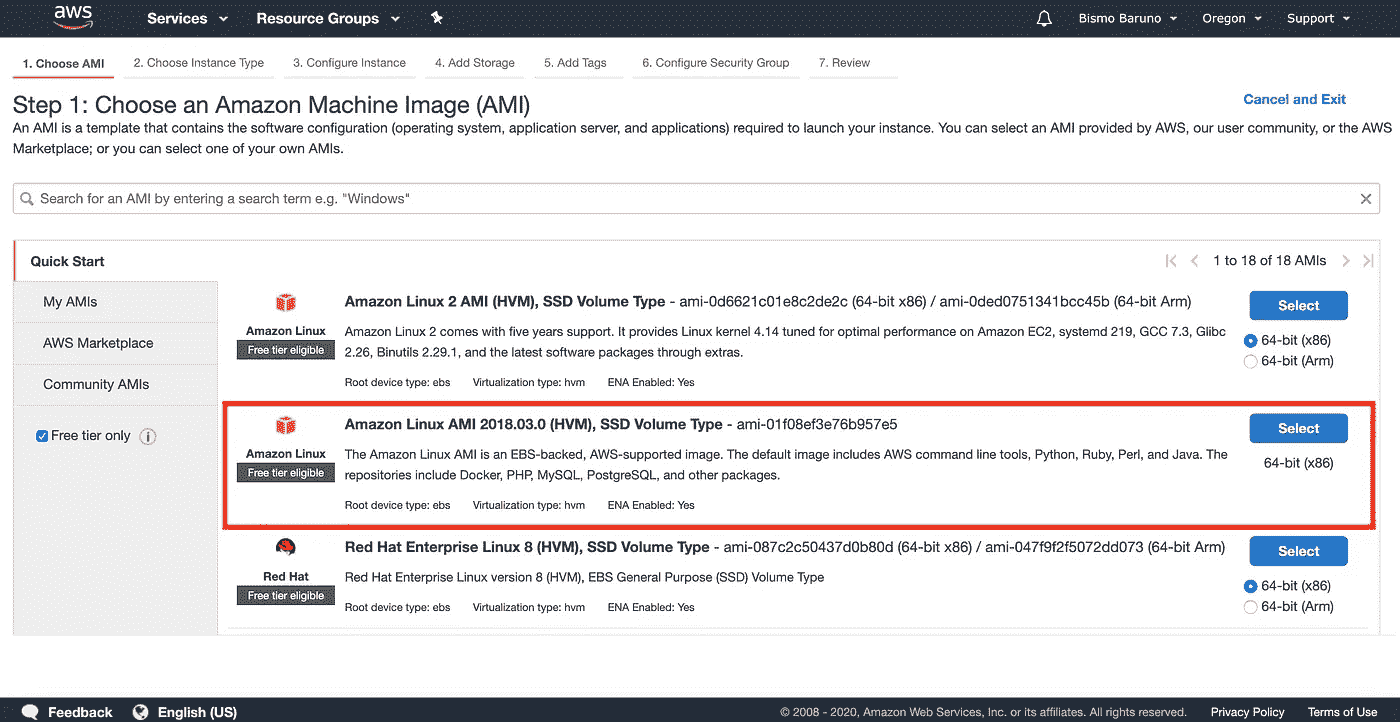 aws
Services
Resource Groups
Bismo Baruno
Oregon
Support
1. Choose AMI
2. Choose Instance Type
3. Configure Instance
4. Add Storage
5. Add Tags
6. Configure Security Group
7. Review
Step 1: Choose an Amazon Machine Image (AMI)
Cancel and Exit
An AMI is a template that contains the software configuration (operating system, application server, and applications) required to launch your instance. You can select an AMI provided by AWS, our user community, or the AWS
Marketplace; or you can select one of your own AMIs.
Search for an AMI by entering a search term e.g. "Windows"
Quick Start
1 to 18 of 18 AMIs
My AMIs
AWS Marketplace
Community AMIs
Free tier only
Amazon Linux
Free tier eligible
Amazon Linux 2 AMI (HVM), SSD Volume Type - ami-0d6621c01e8c2de2c (64-bit x86) / ami-0ded0751341bcc45b (64-bit Arm)
Amazon Linux 2 comes with five years support. It provides Linux kernel 4.14 tuned for optimal performance on Amazon EC2, systemd 219, GCC 7.3, Glibc
2.26, Binutils 2.29.1, and the latest software packages through extras.
Root device type: ebs Virtualization type: hvm ENA Enabled: Yes
Select
64-bit (x86)
64-bit (Arm)
Amazon Linux
Free tier eligible
Amazon Linux AMI 2018.03.0 (HVM), SSD Volume Type - ami-01f08ef3e76b957e5
The Amazon Linux AMI is an EBS-backed, AWS-supported image. The default image includes AWS command line tools, Python, Ruby, Perl, and Java. The
repositories include Docker, PHP, MySQL, PostgreSQL, and other packages.
Root device type: ebs Virtualization type: hvm ENA Enabled: Yes
Select
64-bit (x86)
Red Hat
Free tier eligible
Red Hat Enterprise Linux 8 (HVM), SSD Volume Type - ami-087c2c50437d0b80d (64-bit x86) / ami-047f9f2f5072dd073 (64-bit Arm)
Red Hat Enterprise Linux version 8 (HVM), EBS General Purpose (SSD) Volume Type
Root device type: ebs Virtualization type: hvm ENA Enabled: Yes
Select
64-bit (x86)
64-bit (Arm)
Feedback
English (US)
© 2008 - 2020, Amazon Web Services, Inc. or its affiliates. All rights reserved.
Privacy Policy
Terms of Use